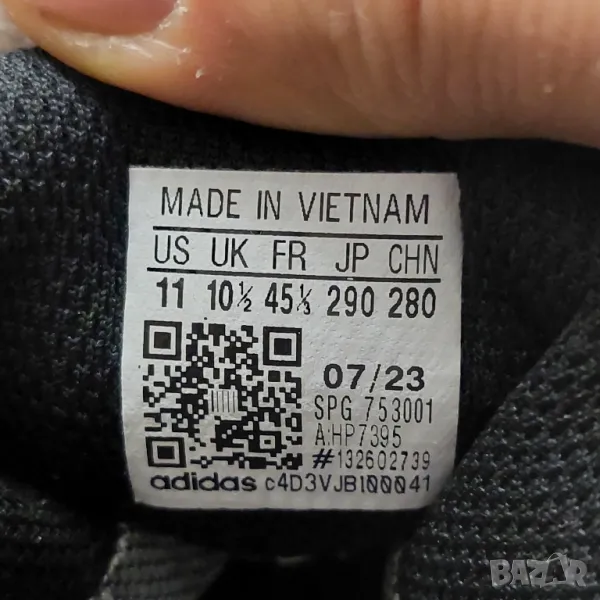 MADE IN VIETNAM
US UK FR JP CHN
11 10½ 45⅓ 290 280
07/23
SPG 753001
A:HP7395
#132602739
adidas c4D3VJB100041
BAZAR